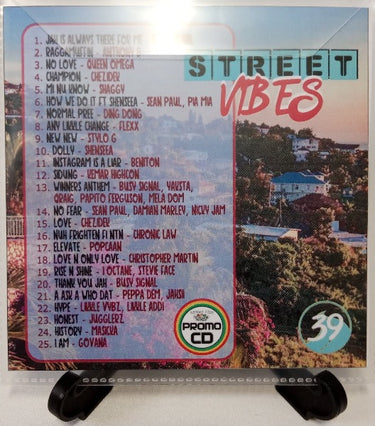 1. JAH IS ALWAYS THERE FOR ME
2. RAGGAMUFFIN - ANTHONY B
3. NO LOVE - QUEEN OMEGA
4. CHAMPION - CHEZIDEK
5. MI NU KNOW - SHAGGY
6. HOW WE DO IT FT SHENSEEA - SEAN PAUL, PIA MIA
7. NORMAL PREE - DING DONG
8. ANY LIKKLE CHANGE - FLEXX
9. NEW NEW - STYLO G
10. DOLLY - SHENSEEA
11. INSTAGRAM IS A LIAR - BENITON
12. SIDUNG - KEMAR HIGHCON
13. WINNERS ANTHEM - BUSY SIGNAL, VAUSTA,
QRAIG, PAPITO FERGUSON, MELA DOM
14. NO FEAR - SEAN PAUL, DAMIAN MARLEY, NICKY JAM
15. LOVE - CHEZIDEK
16. NUH FRIGHTEN FI NTN - CHRONIC LAW
17. ELEVATE - POPCAAN
18. LOVE N ONLY LOVE - CHRISTOPHER MARTIN
19. RISE N SHINE - I OCTANE, STEVE FACE
20. THANK YOU JAH - BUSY SIGNAL
21. A ASK A WHO DAT - PEPPA DEM, JAHSII
22. HYPE - LIKKLE VYBZ, LIKKLE ADDI
23. HONEST - JUGGLERZ
24. HISTORY - MASICKA
25. I AM - GOVANA
STREET
VIBES
PROMO
CD
39